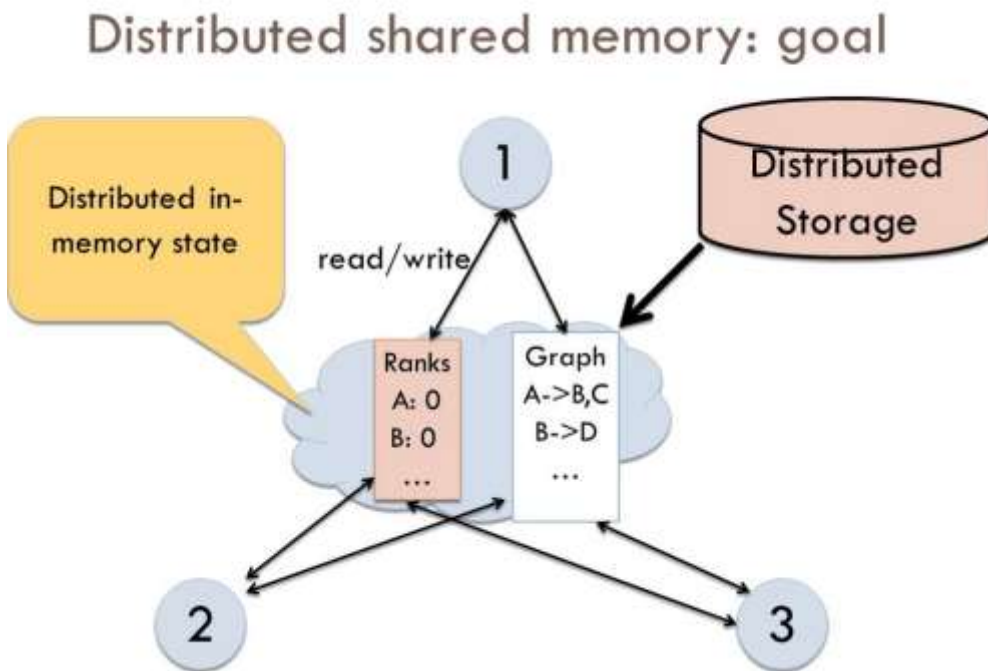 Distributed shared memory: goal
Distributed in-
memory state
1
Distributed
Storage
read/write
Ranks
A: 0
B: 0
...
Graph
A->B,C
B->D
...
2
3